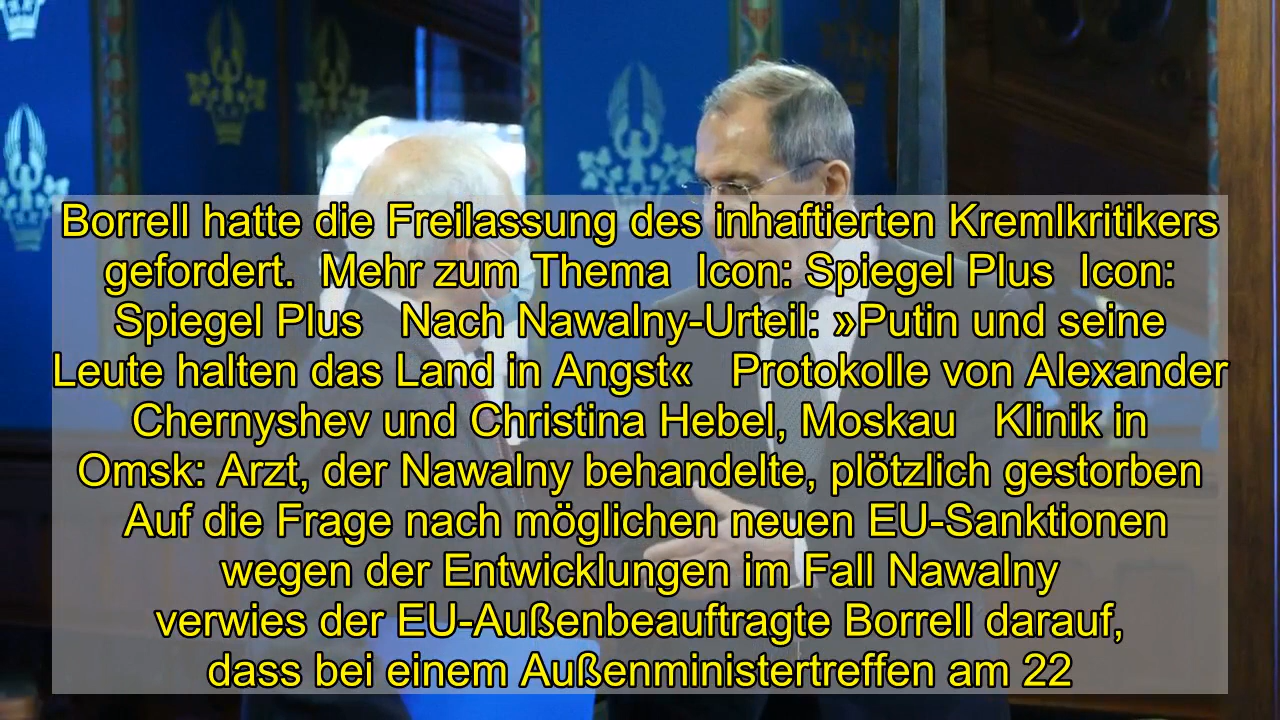 Borrell hatte die Freilassung des inhaftierten Kremlkritikers
gefordert.  Mehr zum Thema  Icon: Spiegel Plus  Icon:
Spiegel Plus   Nach Nawalny-Urteil: »Putin und seine
Leute halten das Land in Angst«   Protokolle von Alexander
Chernyshev und Christina Hebel, Moskau   Klinik in
Omsk: Arzt, der Nawalny behandelte, plötzlich gestorben
Auf die Frage nach möglichen neuen EU-Sanktionen
wegen der Entwicklungen im Fall Nawalny
verwies der EU-Außenbeauftragte Borrell darauf,
dass bei einem Außenministertreffen am 22